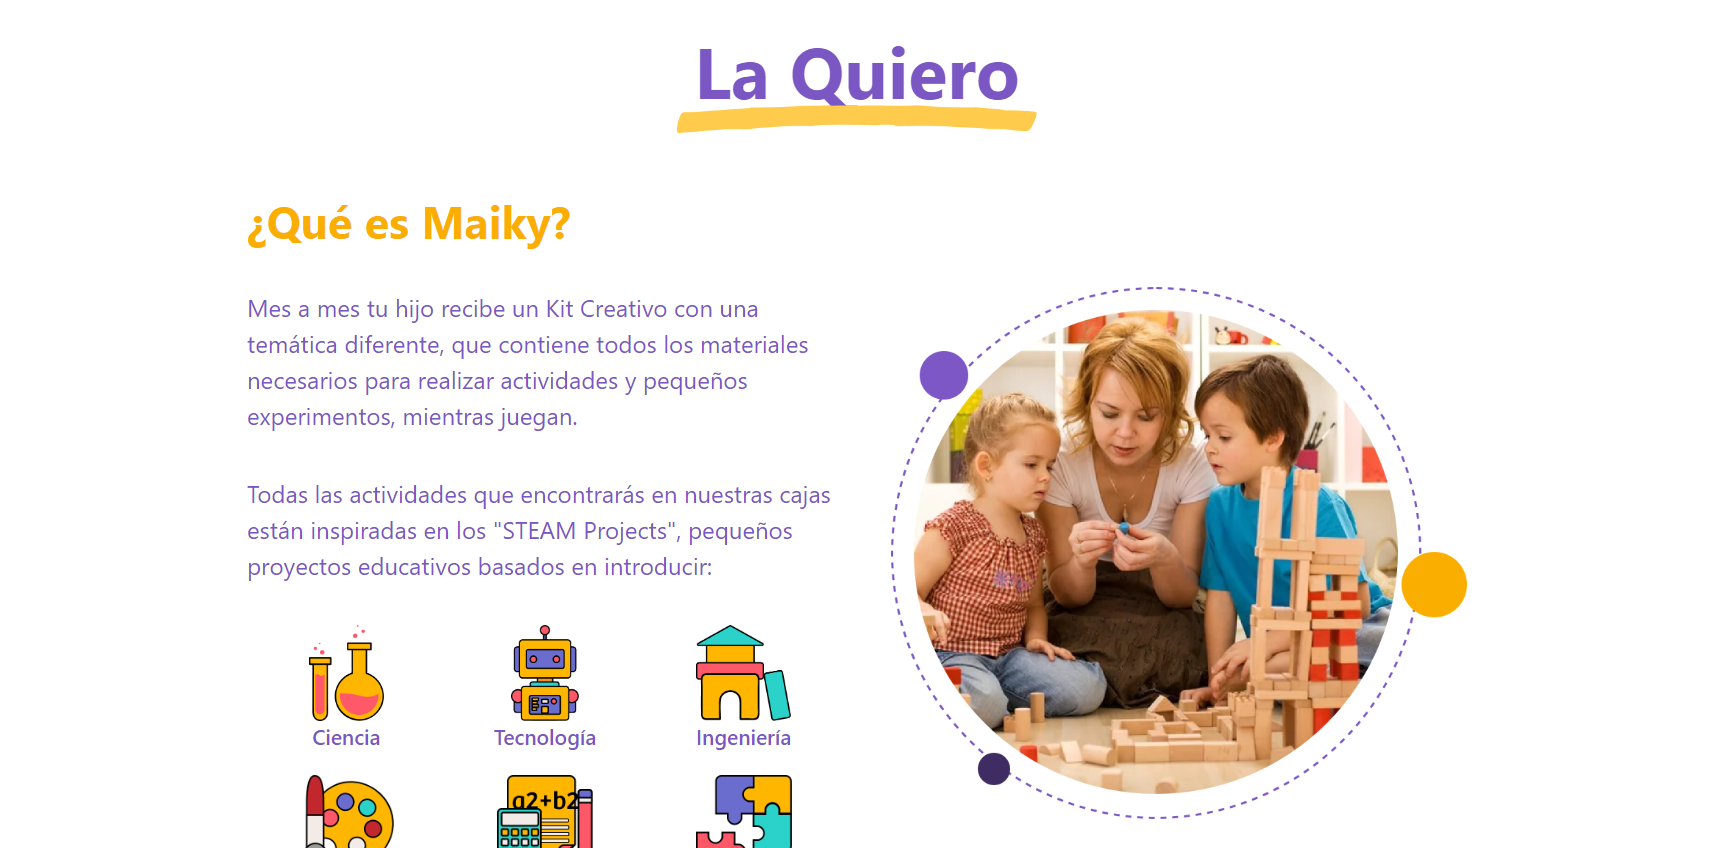 La Quiero
¿Qué es Maiky?
Mes a mes tu hijo recibe un Kit Creativo con una
temática diferente, que contiene todos los materiales
necesarios para realizar actividades y pequeños
experimentos, mientras juegan.
Todas las actividades que encontrarás en nuestras cajas
están inspiradas en los "STEAM Projects", pequeños
proyectos educativos basados en introducir:
Ciencia
Tecnología
Ingeniería
a2+b2